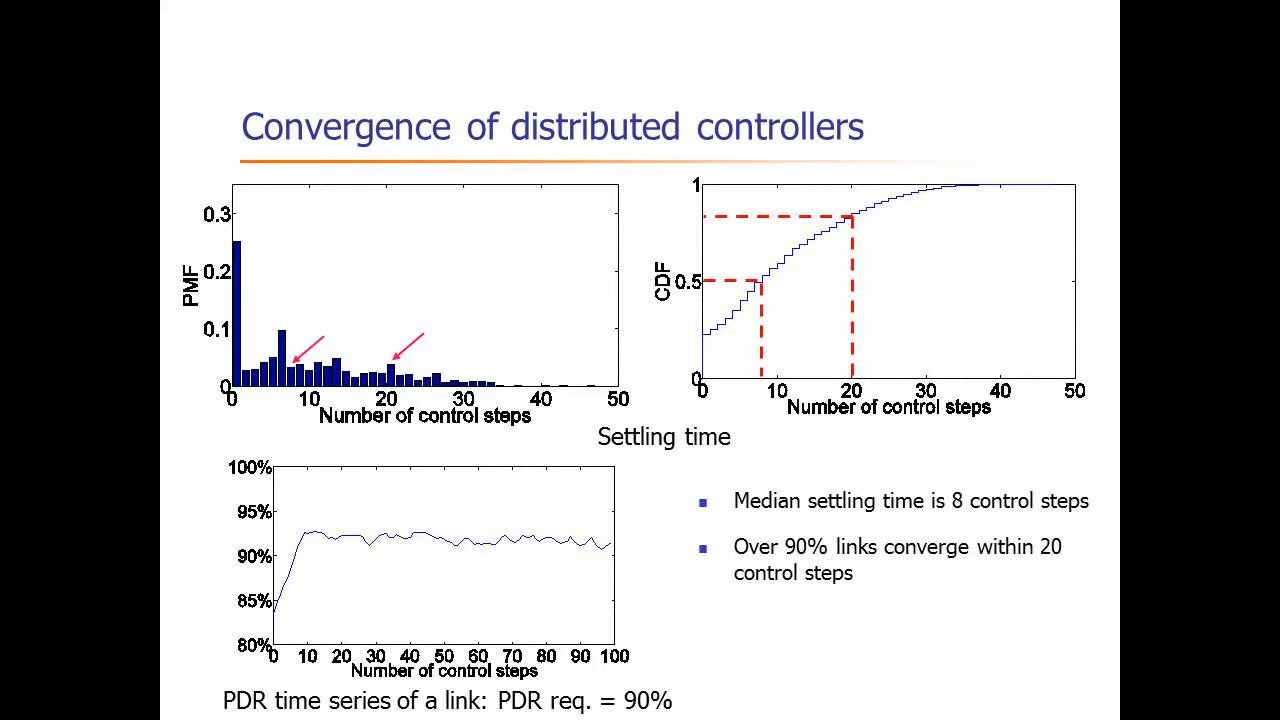 Convergence of distributed controllers
0.3
0.2
0.1
0
PMF
0 10 20 30 40 50
Number of control steps
1
0.5
0
CDF
0 10 20 30 40 50
Number of control steps
Settling time
100%
95%
90%
85%
80%
0 10 20 30 40 50 60 70 80 90 100
Number of control steps
PDR time series of a link: PDR req. = 90%
Median settling time is 8 control steps
Over 90% links converge within 20
control steps